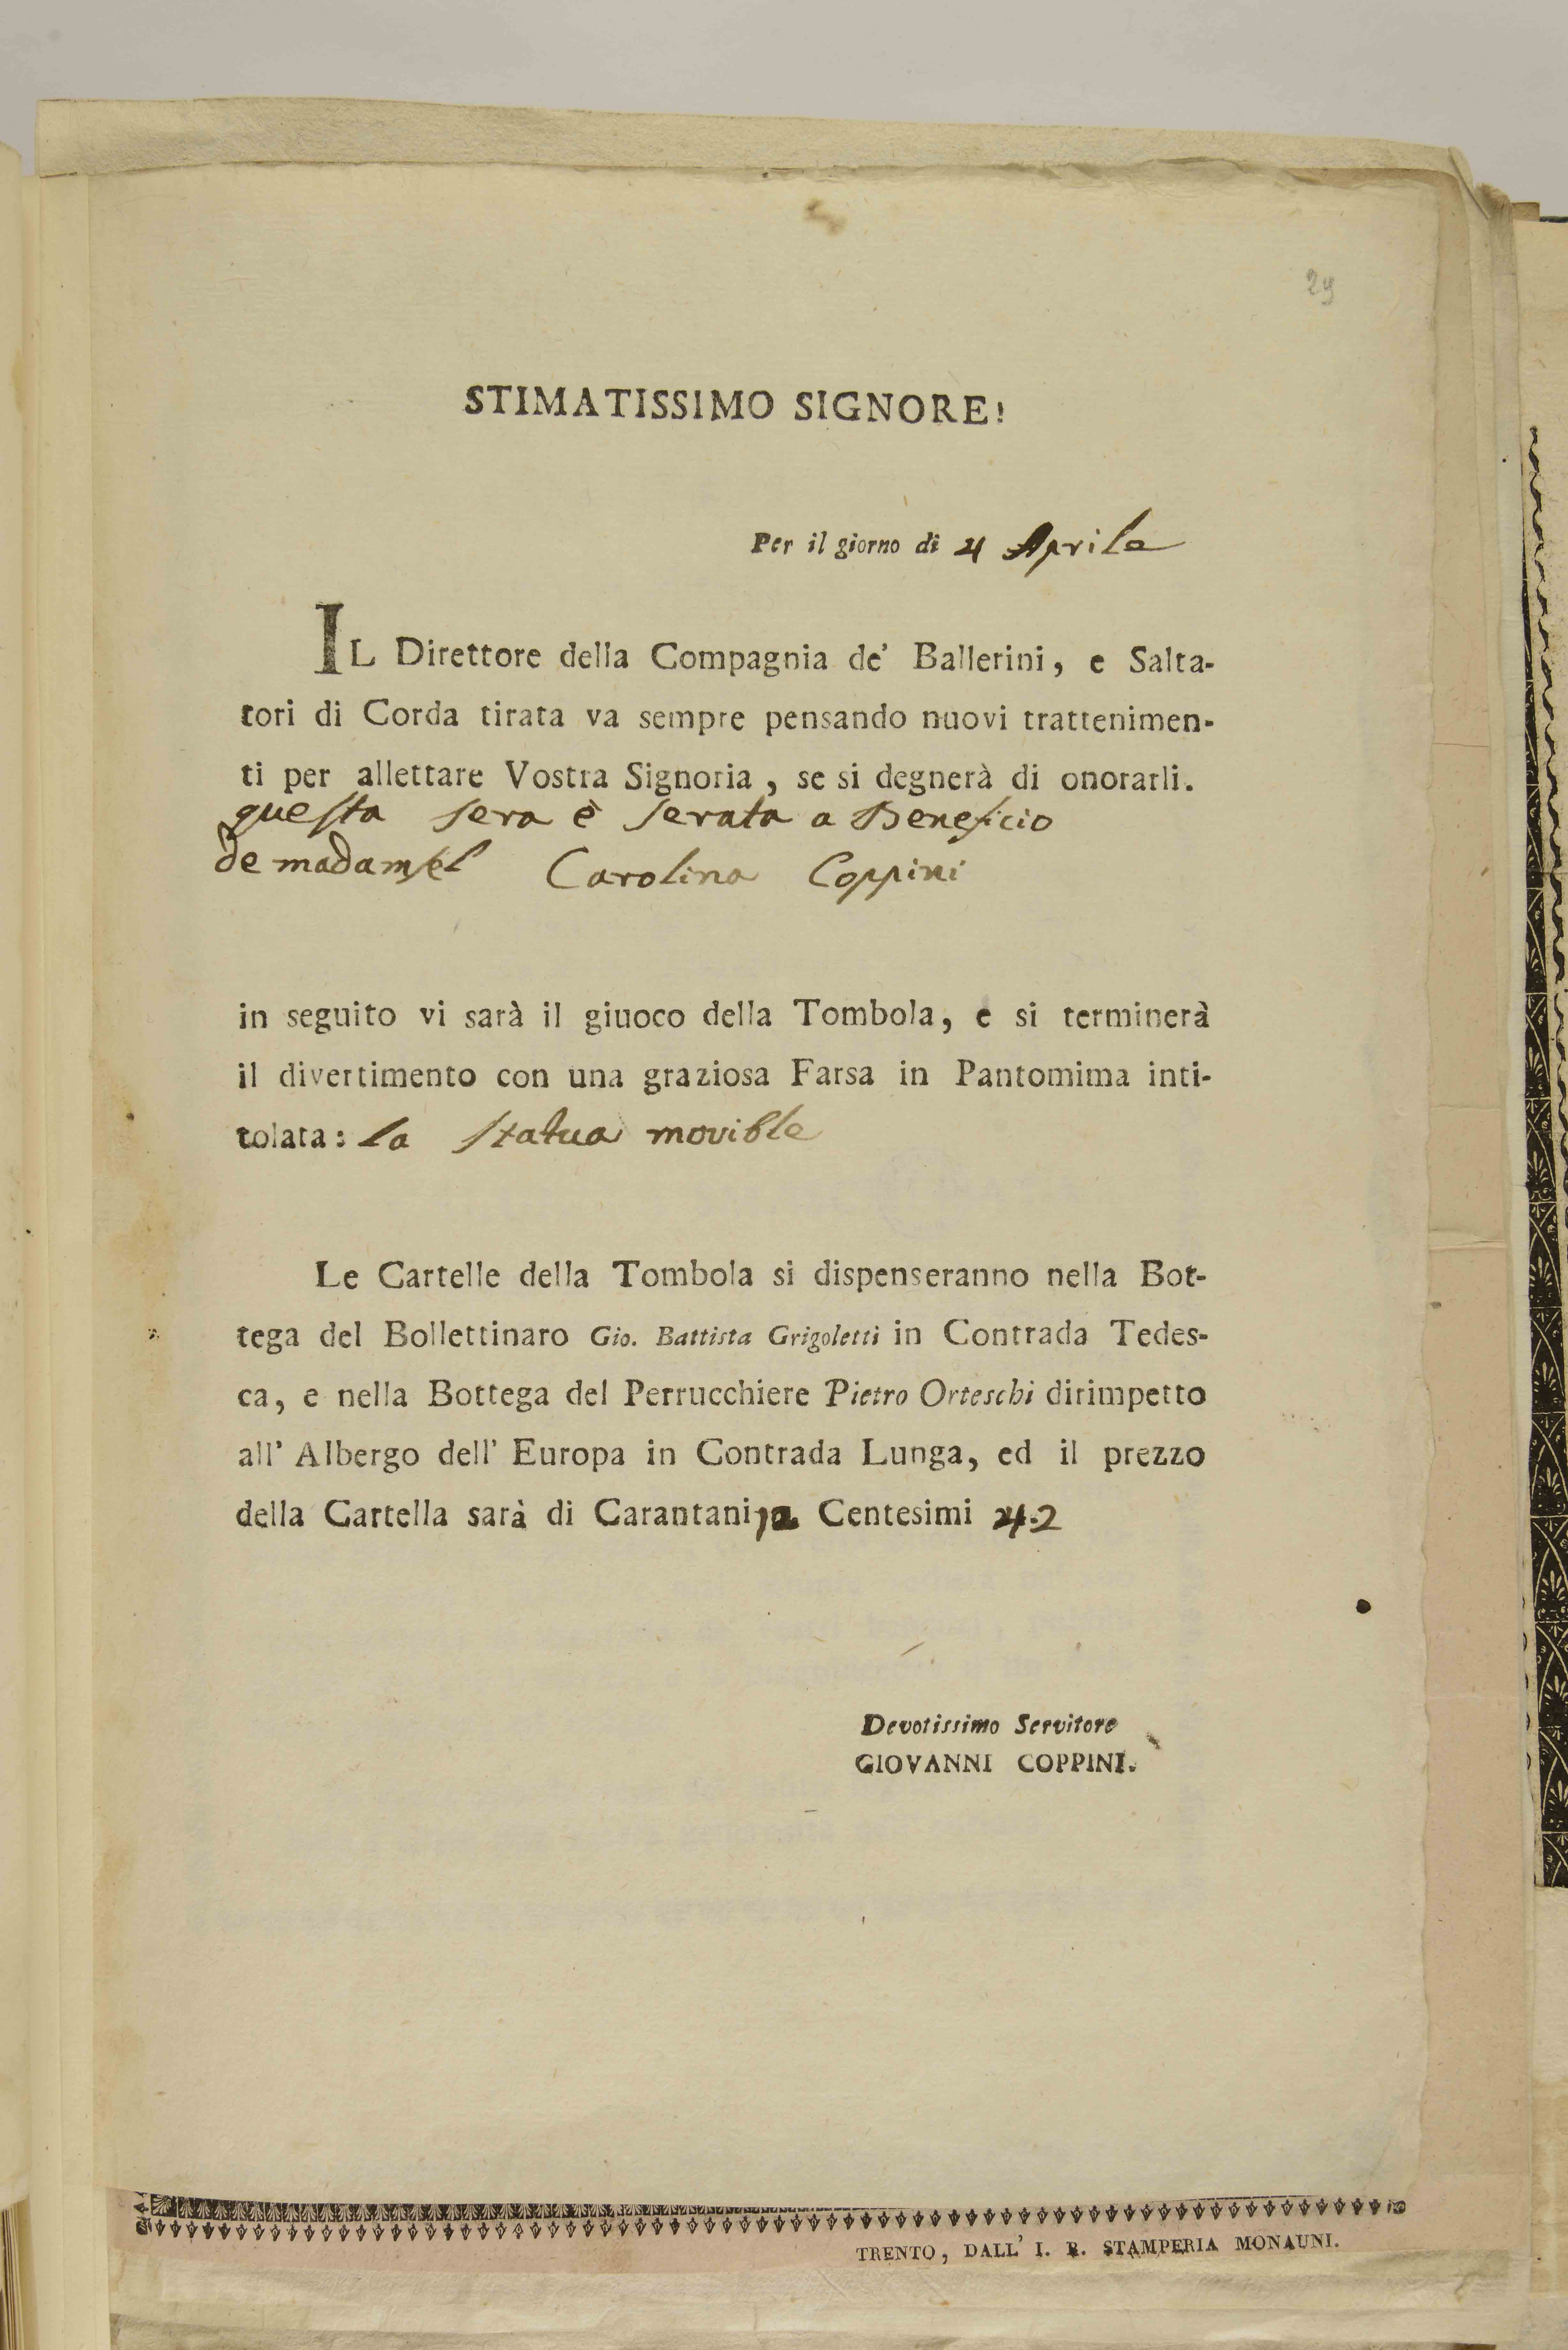 29
STIMATISSIMO SIGNORE!
Per il giorno di 4 Aprile
IL Direttore della Compagnia de' Ballerini, e Salta-
tori di Corda tirata va sempre pensando nuovi trattenimen-
ti per allettare Vostra Signoria, se si degnerà di onorarli.
questa sera è serata a Beneficio
de madamsel Carolina Coppini
in seguito vi sarà il giuoco della Tombola, e si terminerà
il divertimento con una graziosa Farsa in Pantomima inti-
tolata: la statua movible
Le Cartelle della Tombola si dispenseranno nella Bot-
tega del Bollettinaro Gio. Battista Grigoletti in Contrada Tedes-
ca, e nella Bottega del Perrucchiere Pietro Orteschi dirimpetto
all' Albergo dell' Europa in Contrada Lunga, ed il prezzo
della Cartella sarà di Carantani 12 Centesimi 42
Devotissimo Servitore
GIOVANNI COPPINI.
TRENTO, DALL' I. R. STAMPERIA MONAUNI.